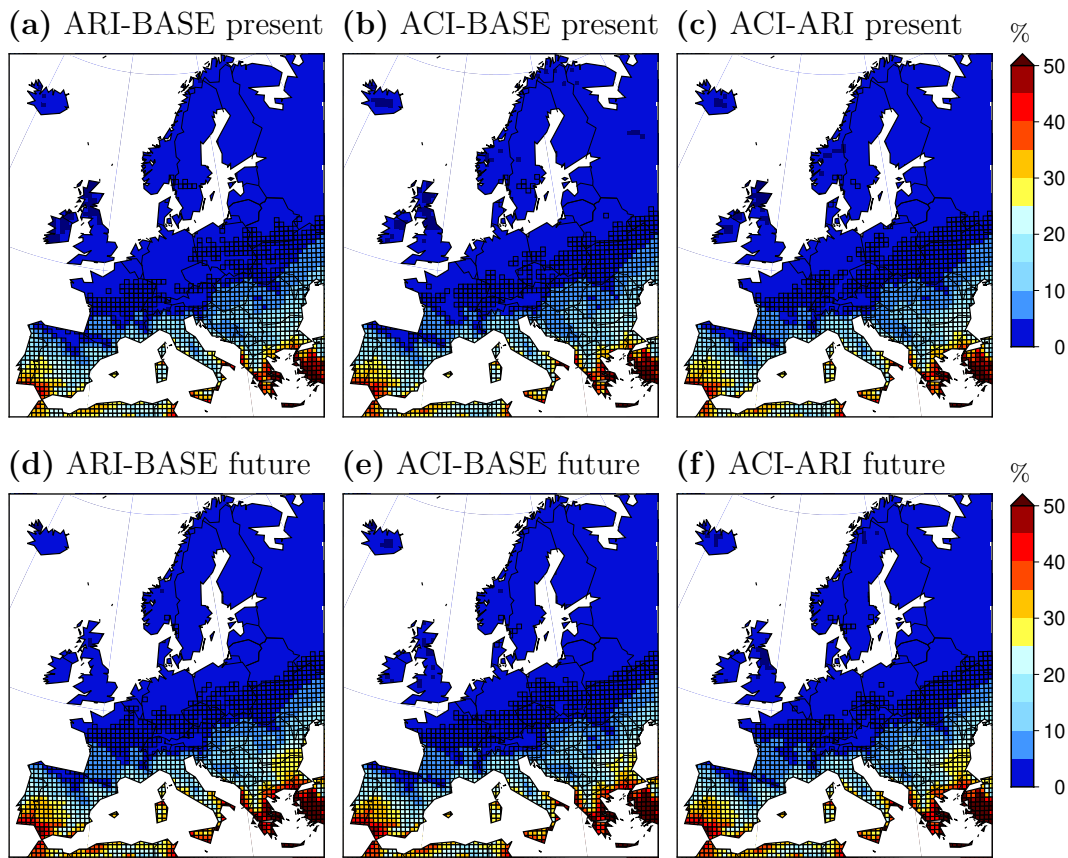 (a) ARI-BASE present
(b) ACI-BASE present
(c) ACI-ARI present
%
50
40
30
20
10
0
(d) ARI-BASE future
(e) ACI-BASE future
(f) ACI-ARI future
%
50
40
30
20
10
0